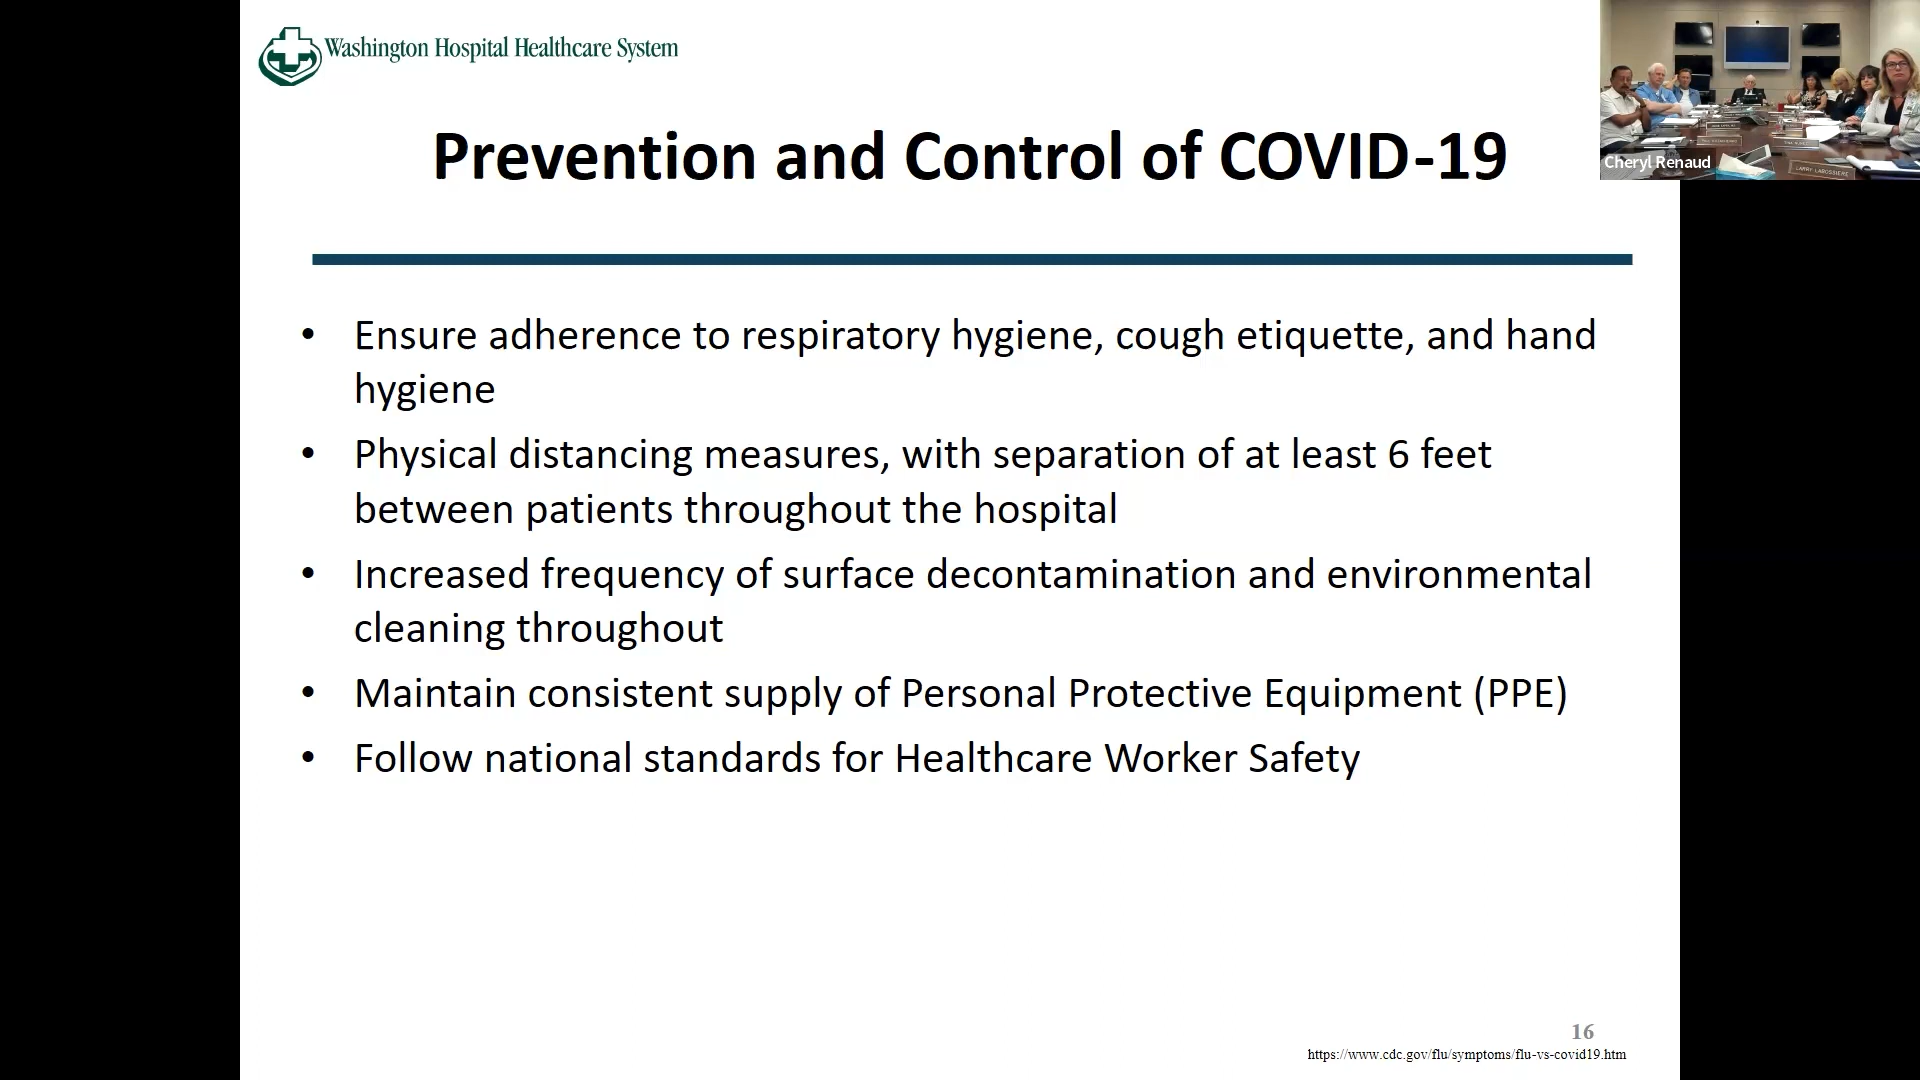 Washington Hospital Healthcare System
Prevention and Control of COVID-19
• Ensure adherence to respiratory hygiene, cough etiquette, and hand
hygiene
• Physical distancing measures, with separation of at least 6 feet
between patients throughout the hospital
• Increased frequency of surface decontamination and environmental
cleaning throughout
• Maintain consistent supply of Personal Protective Equipment (PPE)
• Follow national standards for Healthcare Worker Safety
16
https://www.cdc.gov/flu/symptoms/flu-vs-covid19.htm
Cheryl Renaud
LARRY LABOSSIERE